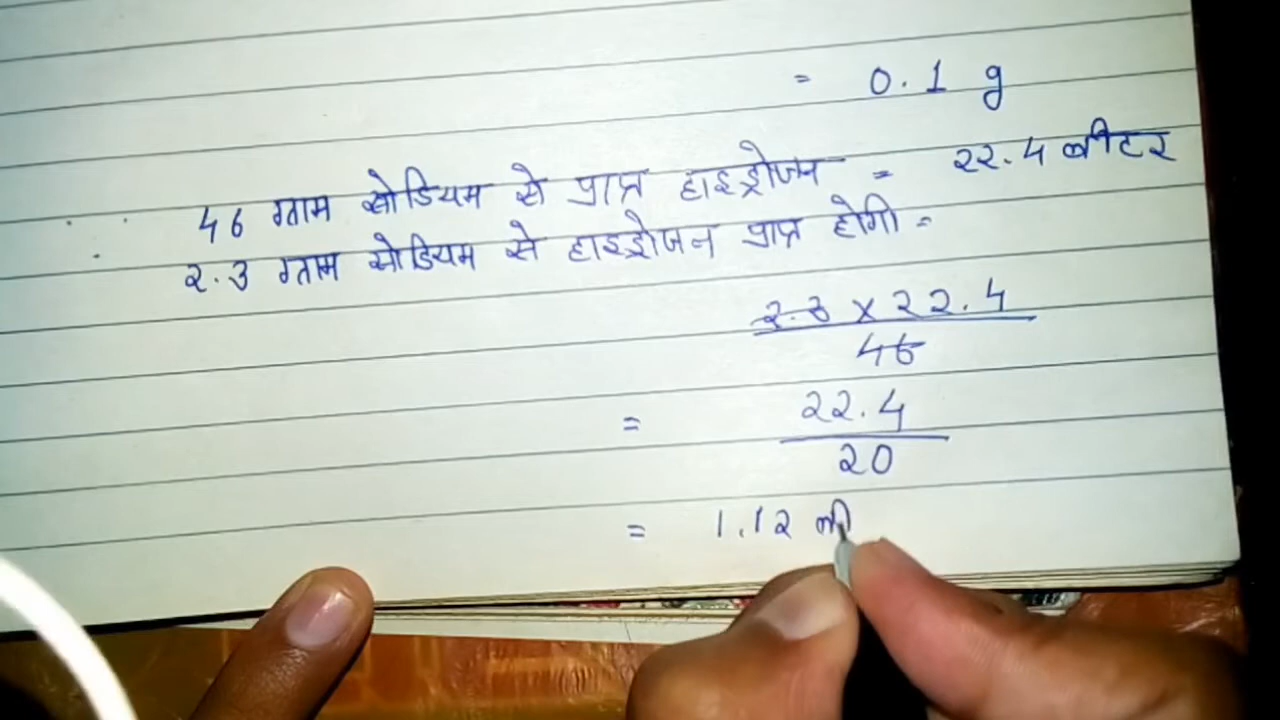 = 0.1 g
46 ग्राम सोडियम से प्राप्त हाइड्रोजन = 22.4 लीटर
2.3 ग्राम सोडियम से हाइड्रोजन प्राप्त होगी =
2.3 x 22.4
46
= 22.4
20
= 1.12 ली